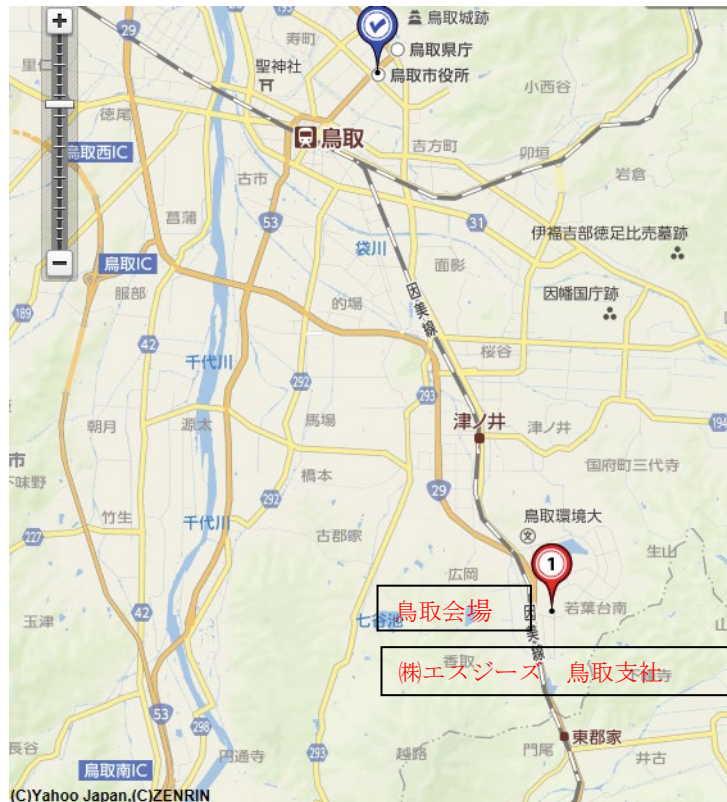 29
寿町
鳥取城跡
鳥取県庁
里仁
聖神社
鳥取市役所
小西谷
徳尾
鳥取
吉方町
卯垣
鳥取西IC
古市
岩倉
菖蒲
53
31
伊福吉部徳足比売墓跡
袋川
面影
鳥取IC
服部
因幡国庁跡
189
的場
因美線
42
桜谷
千代川
292
293
194
朝月
源太
馬場
津ノ井
津ノ井
市
下味野
橋本
国府町三代寺
29
竹生
292
鳥取環境大
227
千代川
古郡家
文
生山
1
広岡
鳥取会場
若葉台南
玉津
42
七谷池
因美線
山
香取
㈱エスジーズ 鳥取支社
53
298
東郡家
長谷
円通寺
293
越路
門尾
井古
鳥取南IC
(C)Yahoo Japan,(C)ZENRIN